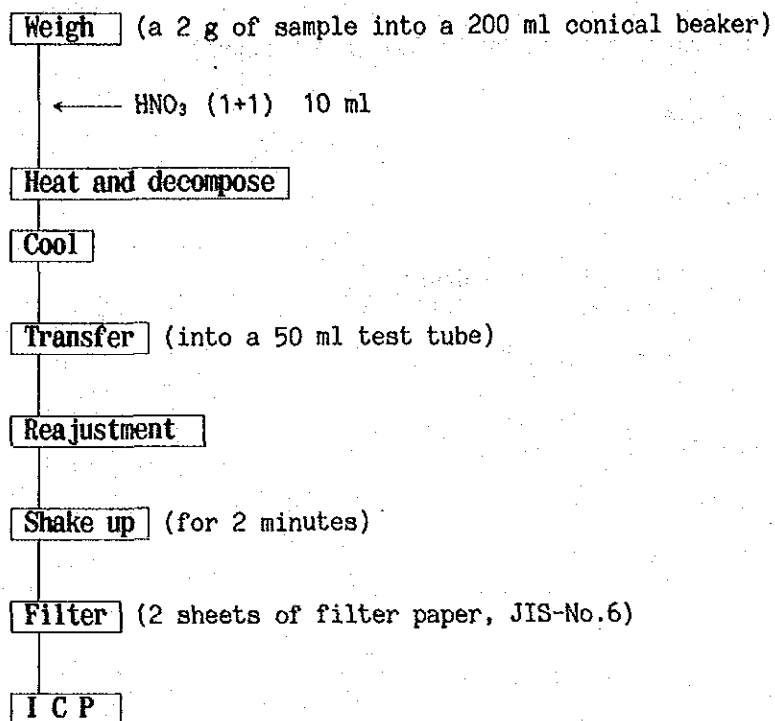 Weigh (a 2 g of sample into a 200 ml conical beaker)
← HNO₃ (1+1) 10 ml
Heat and decompose
Cool
Transfer (into a 50 ml test tube)
Reajustment
Shake up (for 2 minutes)
Filter (2 sheets of filter paper, JIS-No.6)
I C P